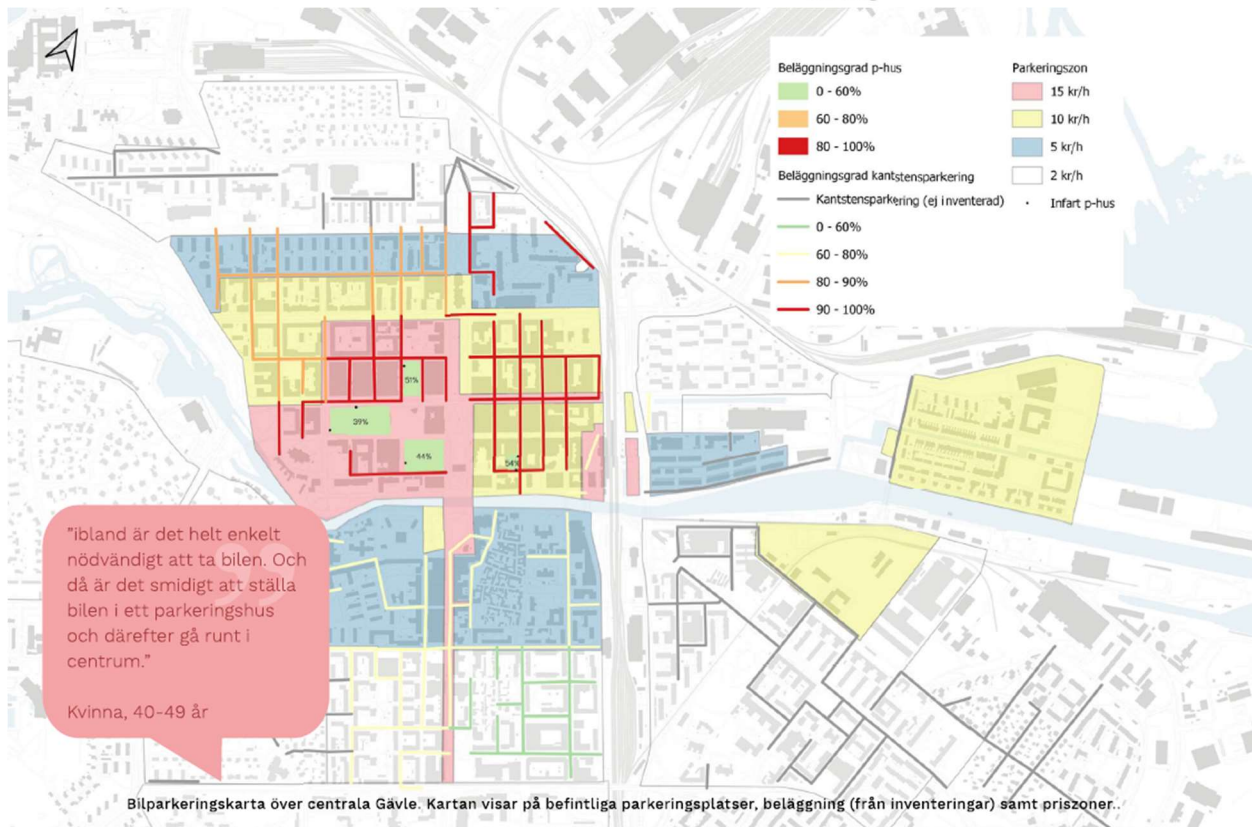 Beläggningsgrad p-hus
0 - 60%
60 - 80%
80 - 100%
Beläggningsgrad kantstensparkering
Kantstensparkering (ej inventerad)
0 - 60%
60 - 80%
80 - 90%
90 - 100%
Parkeringszon
15 kr/h
10 kr/h
5 kr/h
2 kr/h
Infart p-hus
51%
39%
44%
54%
"ibland är det helt enkelt
nödvändigt att ta bilen. Och
då är det smidigt att ställa
bilen i ett parkeringshus
och därefter gå runt i
centrum."
Kvinna, 40-49 år
Bilparkeringskarta över centrala Gävle. Kartan visar på befintliga parkeringsplatser, beläggning (från inventeringar) samt priszoner..